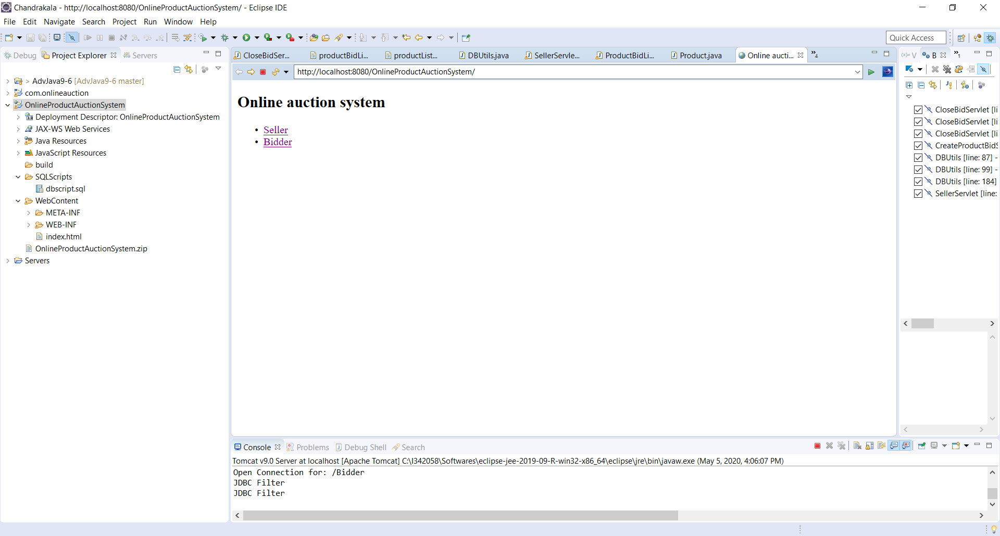 Chandrakala - http://localhost:8080/OnlineProductAuctionSystem/ - Eclipse IDE
File Edit Navigate Search Project Run Window Help
Quick Access
Debug Project Explorer Servers
> AdvJava9-6 [AdvJava9-6 master]
com.onlineauction
OnlineProductAuctionSystem
Deployment Descriptor: OnlineProductAuctionSystem
JAX-WS Web Services
Java Resources
JavaScript Resources
build
SQLScripts
dbscript.sql
WebContent
META-INF
WEB-INF
index.html
OnlineProductAuctionSystem.zip
Servers
CloseBidSer... productBidLi... productList... DBUtils.java SellerServle... ProductBidLi... Product.java Online aucti... »4
http://localhost:8080/OnlineProductAuctionSystem/
Online auction system
• Seller
• Bidder
(x)= V B »1
CloseBidServlet [li
CloseBidServlet [li
CloseBidServlet [li
CreateProductBidS
DBUtils [line: 87] -
DBUtils [line: 99] -
DBUtils [line: 184]
SellerServlet [line:
Console Problems Debug Shell Search
Tomcat v9.0 Server at localhost [Apache Tomcat] C:\I342058\Softwares\eclipse-jee-2019-09-R-win32-x86_64\eclipse\jre\bin\javaw.exe (May 5, 2020, 4:06:07 PM)
Open Connection for: /Bidder
JDBC Filter
JDBC Filter